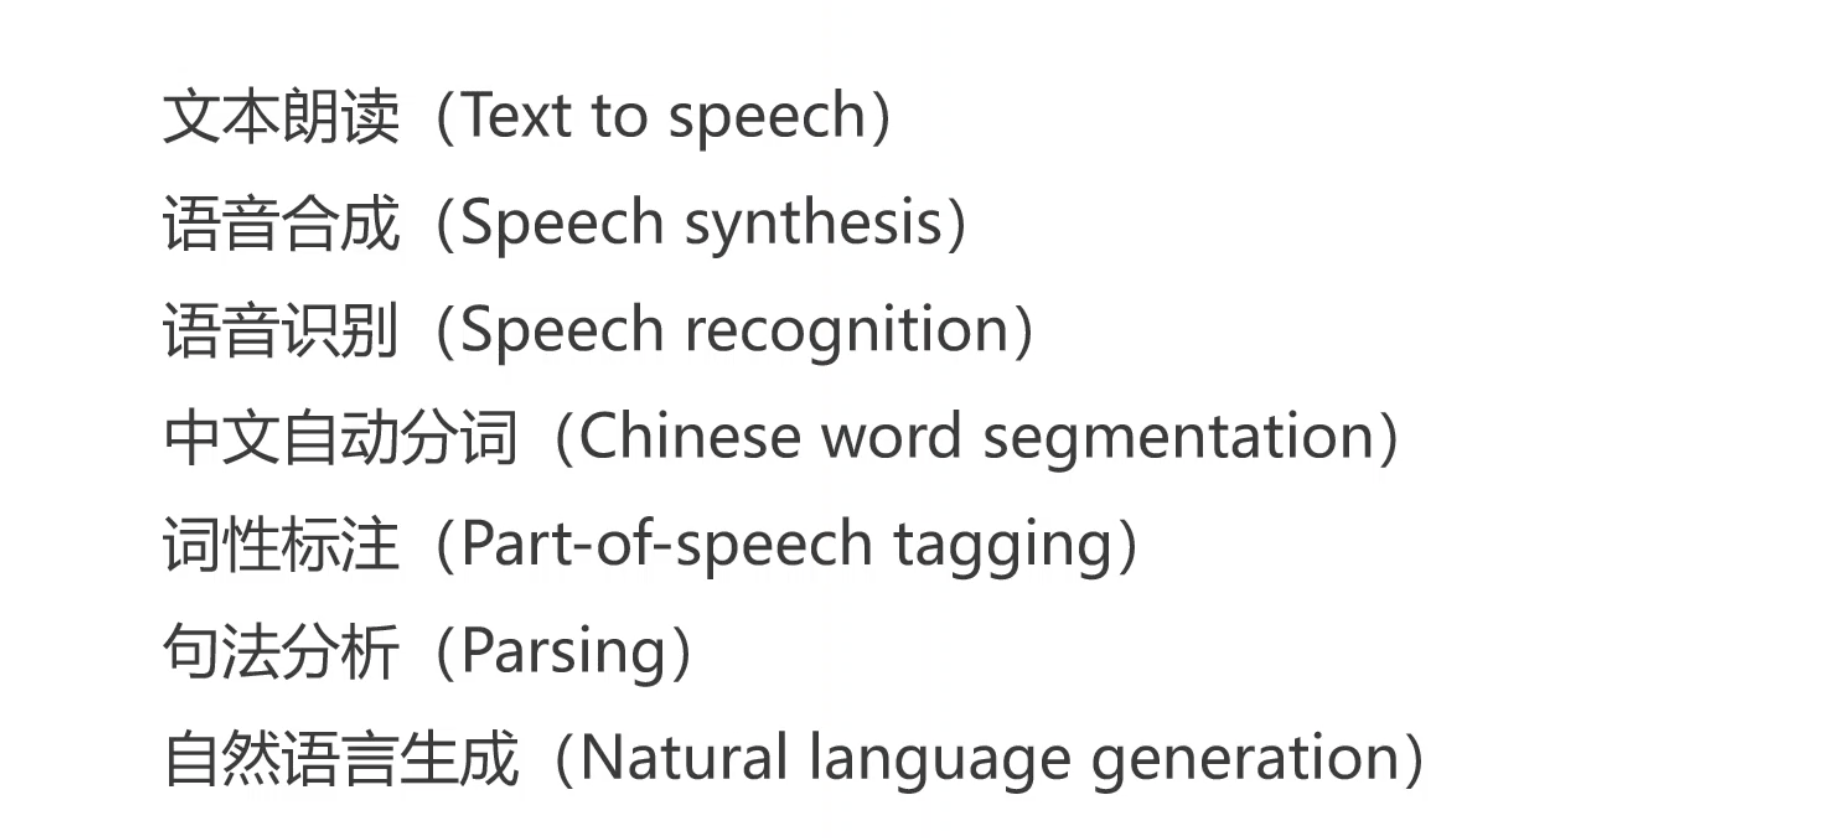 文本朗读（Text to speech）
语音合成（Speech synthesis）
语音识别（Speech recognition）
中文自动分词（Chinese word segmentation）
词性标注（Part-of-speech tagging）
句法分析（Parsing）
自然语言生成（Natural language generation）